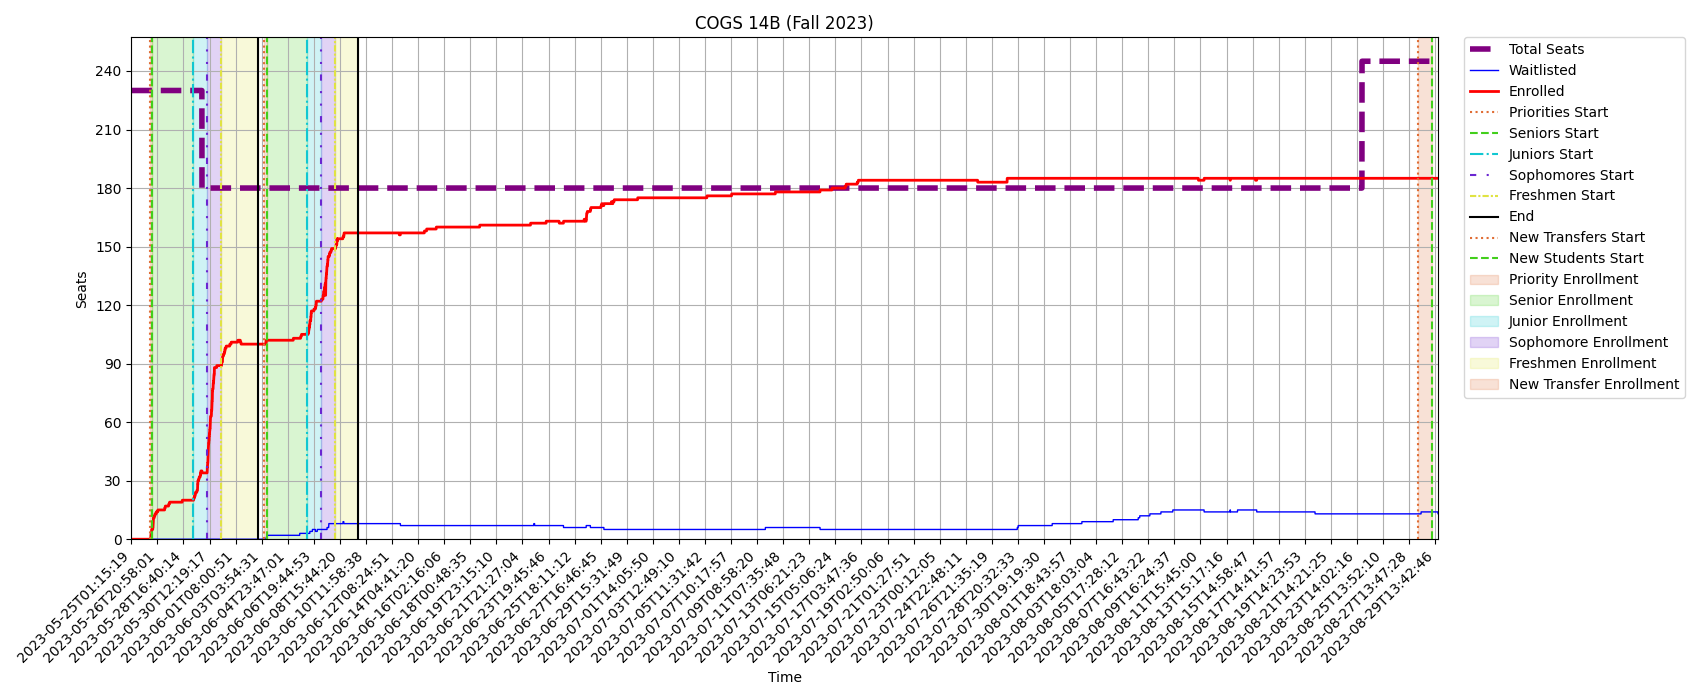 COGS 14B (Fall 2023)
240
210
180
150
120
90
60
30
0
Seats
2023-05-25T01:15:19
2023-05-26T20:58:01
2023-05-28T16:40:14
2023-05-30T12:19:17
2023-06-01T08:00:51
2023-06-03T03:54:31
2023-06-04T23:47:01
2023-06-06T19:44:53
2023-06-08T15:44:20
2023-06-10T11:58:38
2023-06-12T08:24:51
2023-06-14T04:41:20
2023-06-16T02:16:06
2023-06-18T00:48:35
2023-06-19T23:15:10
2023-06-21T21:27:04
2023-06-23T19:45:46
2023-06-25T18:11:12
2023-06-27T16:46:45
2023-06-29T15:31:49
2023-07-01T14:05:50
2023-07-03T12:49:10
2023-07-05T11:31:42
2023-07-07T10:17:57
2023-07-09T08:58:20
2023-07-11T07:35:48
2023-07-13T06:21:23
2023-07-15T05:06:24
2023-07-17T03:47:36
2023-07-19T02:50:06
2023-07-21T01:27:51
2023-07-23T00:12:05
2023-07-24T22:48:11
2023-07-26T21:35:19
2023-07-28T20:32:33
2023-07-30T19:19:30
2023-08-01T18:43:57
2023-08-03T18:03:04
2023-08-05T17:28:12
2023-08-07T16:43:22
2023-08-09T16:24:37
2023-08-11T15:45:00
2023-08-13T15:17:16
2023-08-15T14:58:47
2023-08-17T14:41:57
2023-08-19T14:23:53
2023-08-21T14:21:25
2023-08-23T14:02:16
2023-08-25T13:52:10
2023-08-27T13:47:28
2023-08-29T13:42:46
Time
Total Seats
Waitlisted
Enrolled
Priorities Start
Seniors Start
Juniors Start
Sophomores Start
Freshmen Start
End
New Transfers Start
New Students Start
Priority Enrollment
Senior Enrollment
Junior Enrollment
Sophomore Enrollment
Freshmen Enrollment
New Transfer Enrollment